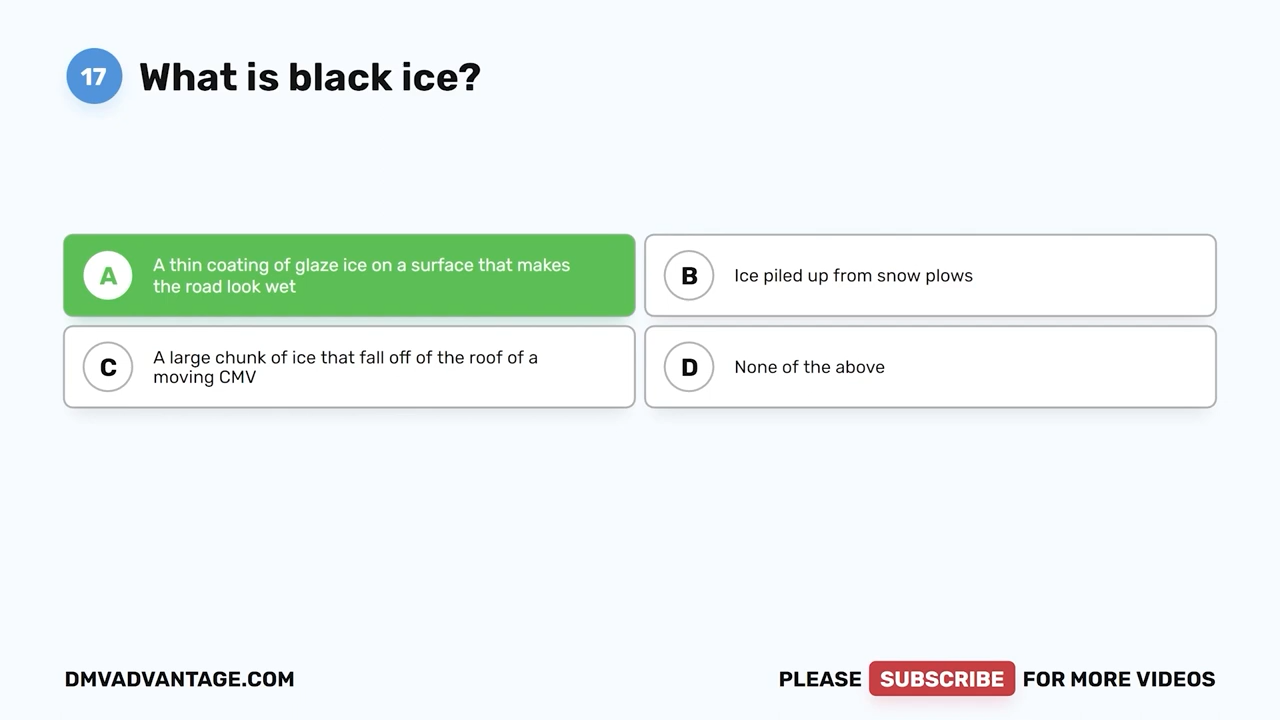 17 What is black ice?
A A thin coating of glaze ice on a surface that makes
the road look wet
B Ice piled up from snow plows
C A large chunk of ice that fall off of the roof of a
moving CMV
D None of the above
DMVADVANTAGE.COM
PLEASE SUBSCRIBE FOR MORE VIDEOS